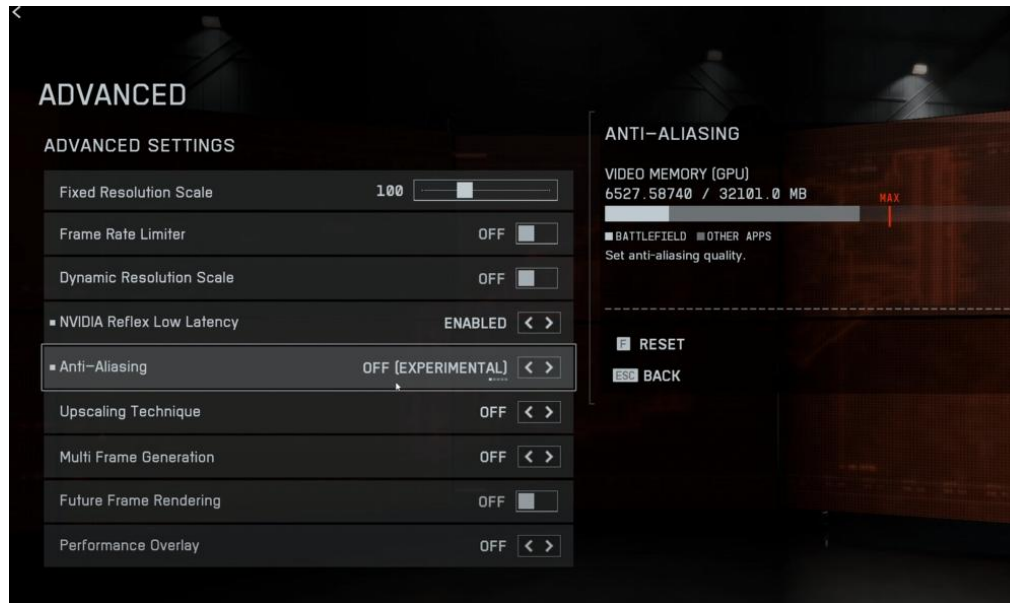 ADVANCED
ADVANCED SETTINGS
Fixed Resolution Scale 100
Frame Rate Limiter OFF
Dynamic Resolution Scale OFF
NVIDIA Reflex Low Latency ENABLED
Anti-Aliasing OFF (EXPERIMENTAL)
Upscaling Technique OFF
Multi Frame Generation OFF
Future Frame Rendering OFF
Performance Overlay OFF
ANTI-ALIASING
VIDEO MEMORY (GPU)
6527.58740 / 32101.0 MB
MAX
BATTLEFIELD OTHER APPS
Set anti-aliasing quality.
F RESET
ESC BACK